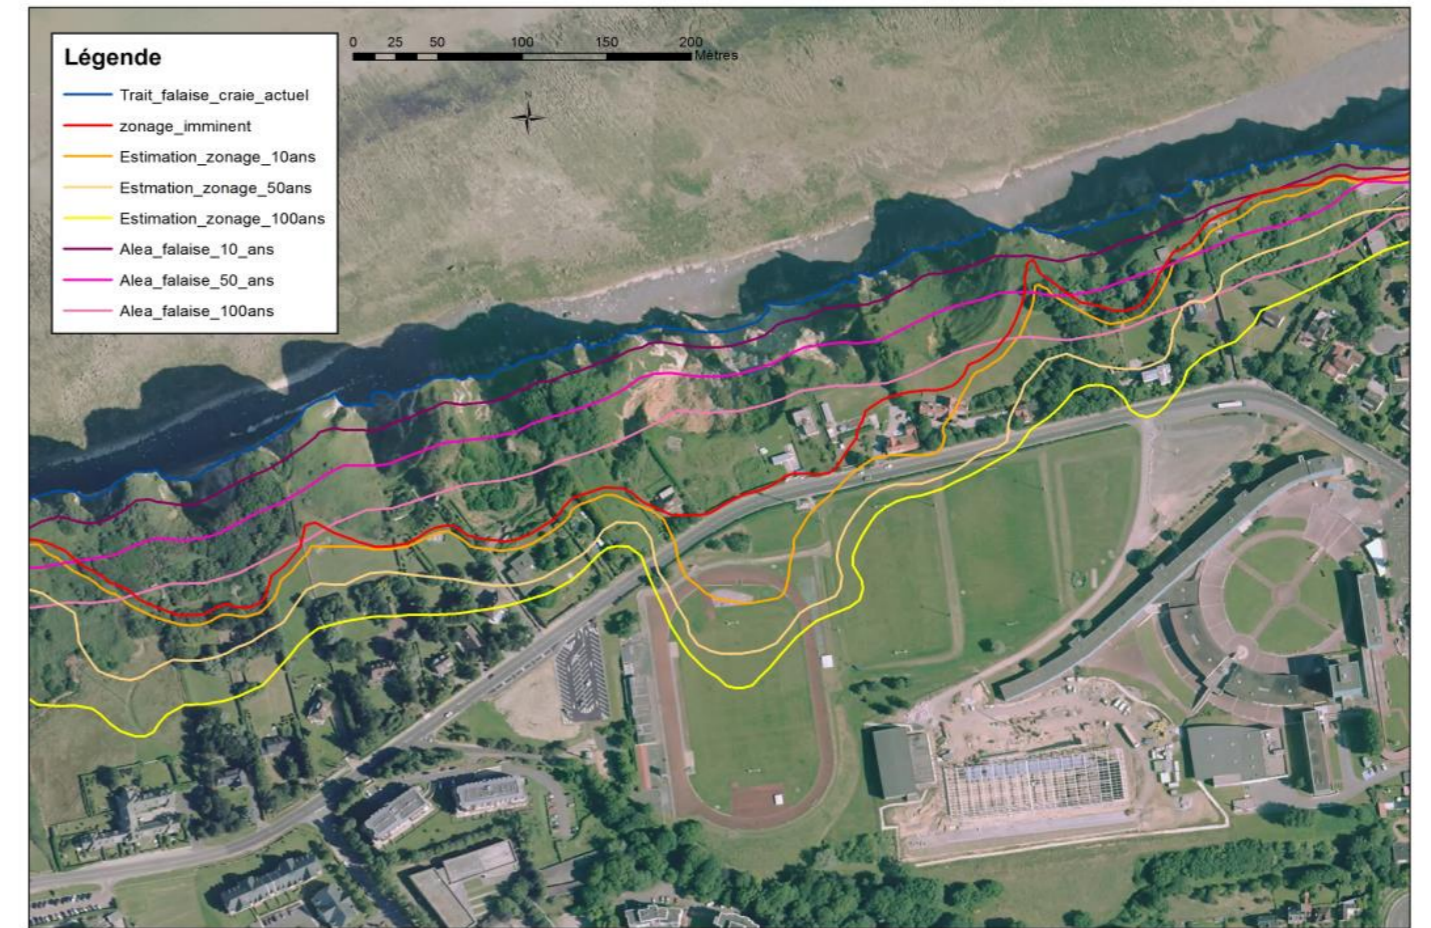 Légende
Trait_falaise_craie_actuel
zonage_imminent
Estimation_zonage_10ans
Estmation_zonage_50ans
Estimation_zonage_100ans
Alea_falaise_10_ans
Alea_falaise_50_ans
Alea_falaise_100ans
0 25 50 100 150 200
Mètres
N